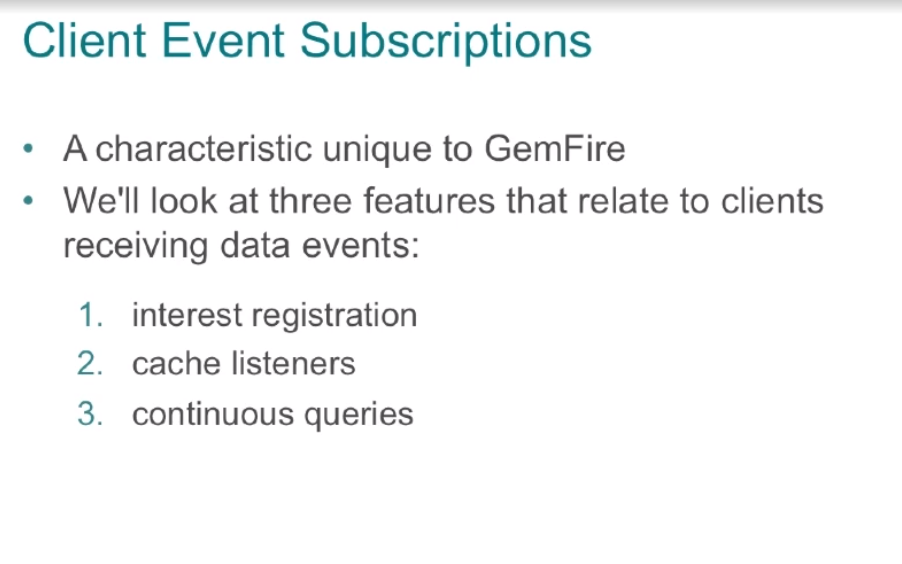 Client Event Subscriptions
• A characteristic unique to GemFire
• We'll look at three features that relate to clients
receiving data events:
1. interest registration
2. cache listeners
3. continuous queries